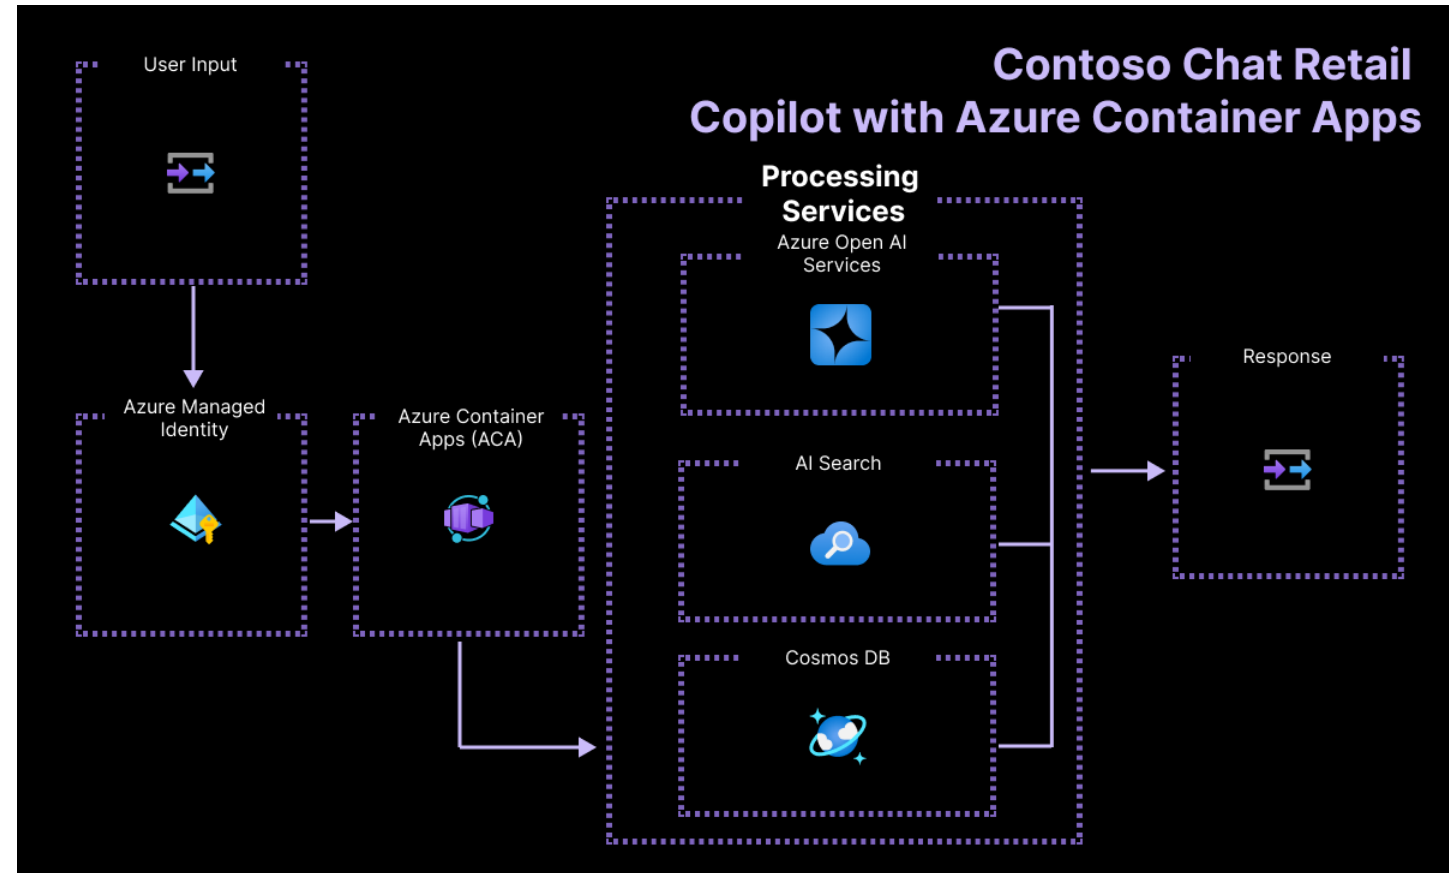 Contoso Chat Retail
Copilot with Azure Container Apps
User Input
Azure Managed
Identity
Azure Container
Apps (ACA)
Processing
Services
Azure Open AI
Services
AI Search
Cosmos DB
Response